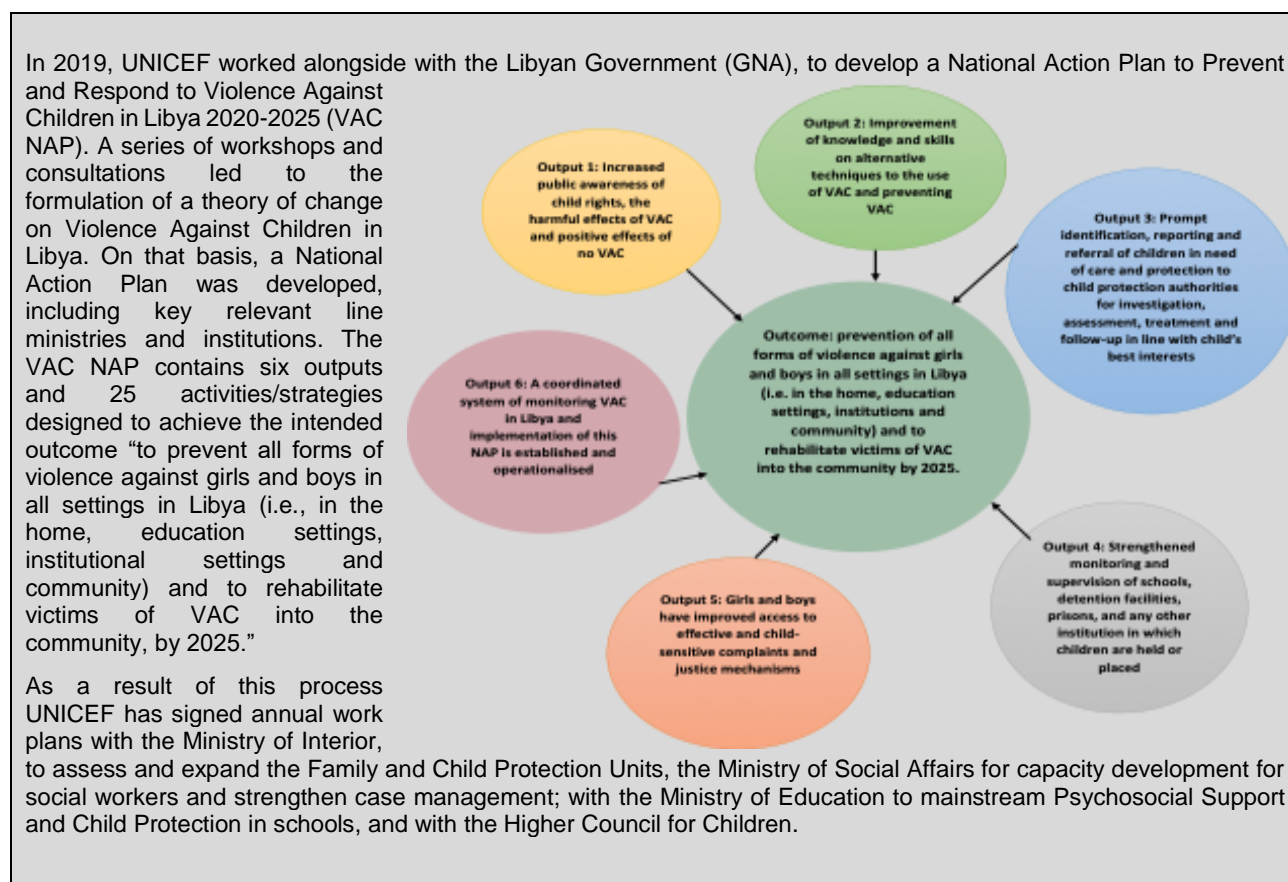 In 2019, UNICEF worked alongside with the Libyan Government (GNA), to develop a National Action Plan to Prevent
and Respond to Violence Against
Children in Libya 2020-2025 (VAC
NAP). A series of workshops and
consultations led to the
formulation of a theory of change
on Violence Against Children in
Libya. On that basis, a National
Action Plan was developed,
including key relevant line
ministries and institutions. The
VAC NAP contains six outputs
and 25 activities/strategies
designed to achieve the intended
outcome “to prevent all forms of
violence against girls and boys in
all settings in Libya (i.e., in the
home, education settings,
institutional settings and
community) and to rehabilitate
victims of VAC into the
community, by 2025.”
As a result of this process
UNICEF has signed annual work
plans with the Ministry of Interior,
to assess and expand the Family and Child Protection Units, the Ministry of Social Affairs for capacity development for
social workers and strengthen case management; with the Ministry of Education to mainstream Psychosocial Support
and Child Protection in schools, and with the Higher Council for Children.
Output 1: Increased
public awareness of
child rights, the
harmful effects of VAC
and positive effects of
no VAC
Output 2: Improvement
of knowledge and skills
on alternative
techniques to the use
of VAC and preventing
VAC
Output 3: Prompt
identification, reporting and
referral of children in need
of care and protection to
child protection authorities
for investigation,
assessment, treatment and
follow-up in line with child's
best interests
Outcome: prevention of all
forms of violence against girls
and boys in all settings in Libya
(i.e. in the home, education
settings, institutions and
community) and to
rehabilitate victims of VAC
into the community by 2025.
Output 6: A coordinated
system of monitoring VAC
in Libya and
implementation of this
NAP is established and
operationalised
Output 4: Strengthened
monitoring and
supervision of schools,
detention facilities,
prisons, and any other
institution in which
children are held or
placed
Output 5: Girls and boys
have improved access to
effective and child-
sensitive complaints and
justice mechanisms